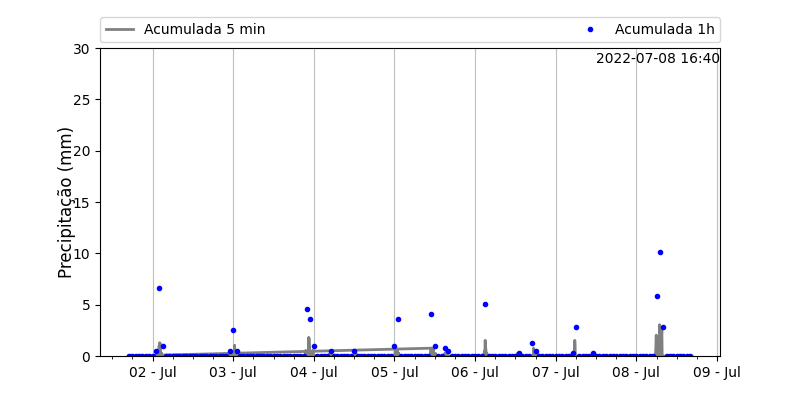 Acumulada 5 min
Acumulada 1h
2022-07-08 16:40
Precipitação (mm)
30
25
20
15
10
5
0
02 - Jul 03 - Jul 04 - Jul 05 - Jul 06 - Jul 07 - Jul 08 - Jul 09 - Jul